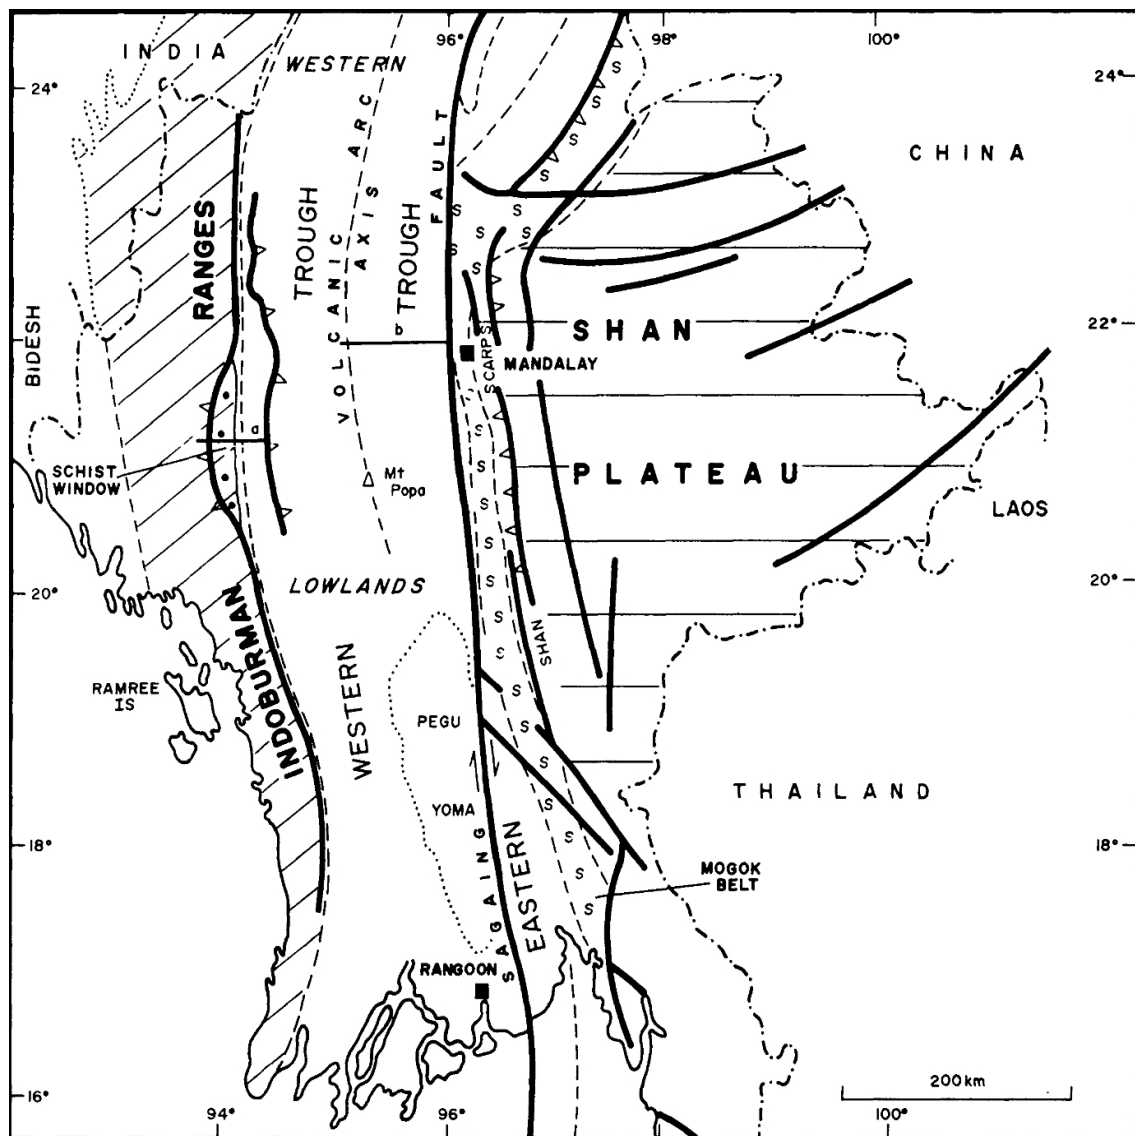 96°
98°
100°
INDIA
WESTERN
24°
24°
CHINA
FAULT
VOLCANIC ARC
AXIS
RANGES
TROUGH
TROUGH
22°
b
SHAN
BIDESH
MANDALAY
SCARPS
a
SCHIST
WINDOW
Mt
Popa
PLATEAU
LAOS
20°
LOWLANDS
20°
SHAN
INDOBURMAN
RAMREE
IS
WESTERN
PEGU
YOMA
THAILAND
18°
18°
MOGOK
BELT
SAGAING
EASTERN
RANGOON
200 km
16°
94°
96°
100°